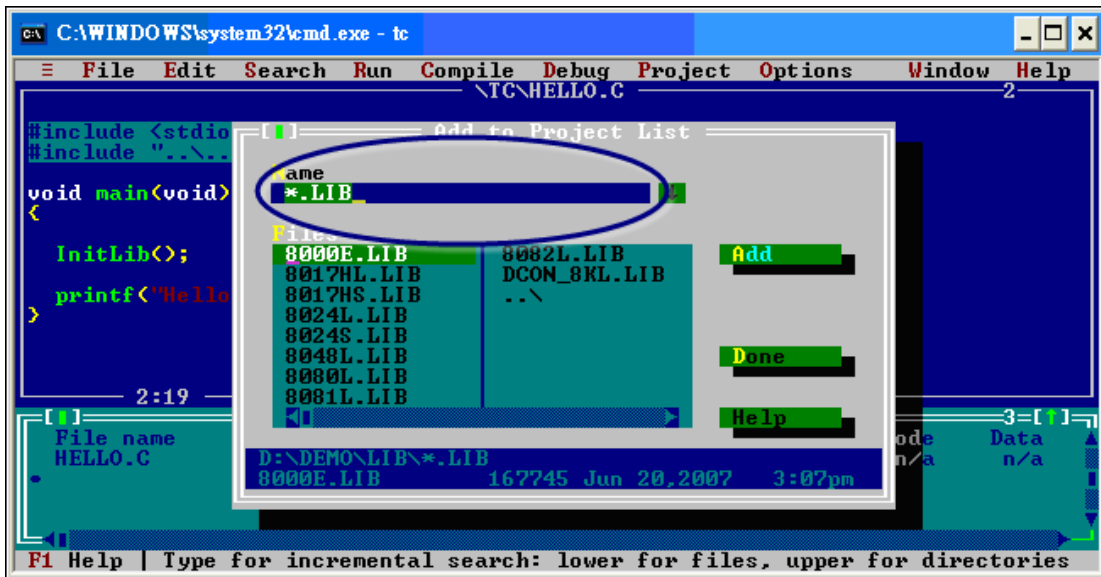 C:\WINDOWS\system32\cmd.exe - tc
≡ File Edit Search Run Compile Debug Project Options Window Help
\TC\HELLO.C 2
#include <stdio
#include "..\..
void main(void)
{
InitLib();
printf("Hello
}
2:19
[ ] Add to Project List
Name
*.LIB
Files
8000E.LIB 8082L.LIB
8017HL.LIB DCON_8KL.LIB
8017HS.LIB ..\
8024L.LIB
8024S.LIB
8048L.LIB
8080L.LIB
8081L.LIB
Add
Done
Help
D:\DEMO\LIB\*.LIB
8000E.LIB 167745 Jun 20,2007 3:07pm
[ ] 3=[↑]
File name ode Data
HELLO.C n/a n/a
F1 Help | Type for incremental search: lower for files, upper for directories